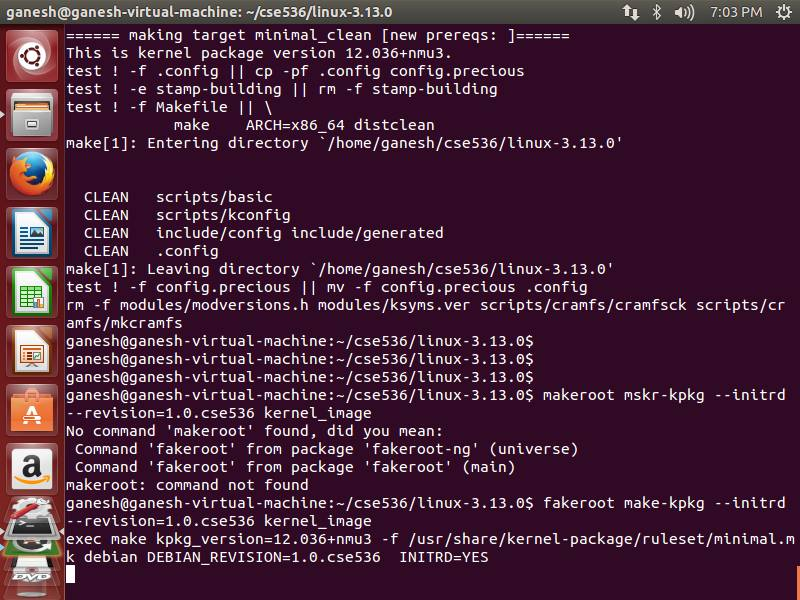 ganesh@ganesh-virtual-machine: ~/cse536/linux-3.13.0 7:03 PM
====== making target minimal_clean [new prereqs: ]======
This is kernel package version 12.036+nmu3.
test ! -f .config || cp -pf .config config.precious
test ! -e stamp-building || rm -f stamp-building
test ! -f Makefile || \
make    ARCH=x86_64 distclean
make[1]: Entering directory `/home/ganesh/cse536/linux-3.13.0'
CLEAN   scripts/basic
CLEAN   scripts/kconfig
CLEAN   include/config include/generated
CLEAN   .config
make[1]: Leaving directory `/home/ganesh/cse536/linux-3.13.0'
test ! -f config.precious || mv -f config.precious .config
rm -f modules/modversions.h modules/ksyms.ver scripts/cramfs/cramfsck scripts/cr
amfs/mkcramfs
ganesh@ganesh-virtual-machine:~/cse536/linux-3.13.0$
ganesh@ganesh-virtual-machine:~/cse536/linux-3.13.0$
ganesh@ganesh-virtual-machine:~/cse536/linux-3.13.0$
ganesh@ganesh-virtual-machine:~/cse536/linux-3.13.0$ makeroot mskr-kpkg --initrd
--revision=1.0.cse536 kernel_image
No command 'makeroot' found, did you mean:
Command 'fakeroot' from package 'fakeroot-ng' (universe)
Command 'fakeroot' from package 'fakeroot' (main)
makeroot: command not found
ganesh@ganesh-virtual-machine:~/cse536/linux-3.13.0$ fakeroot make-kpkg --initrd
--revision=1.0.cse536 kernel_image
exec make kpkg_version=12.036+nmu3 -f /usr/share/kernel-package/ruleset/minimal.m
k debian DEBIAN_REVISION=1.0.cse536  INITRD=YES
A
a
DVD